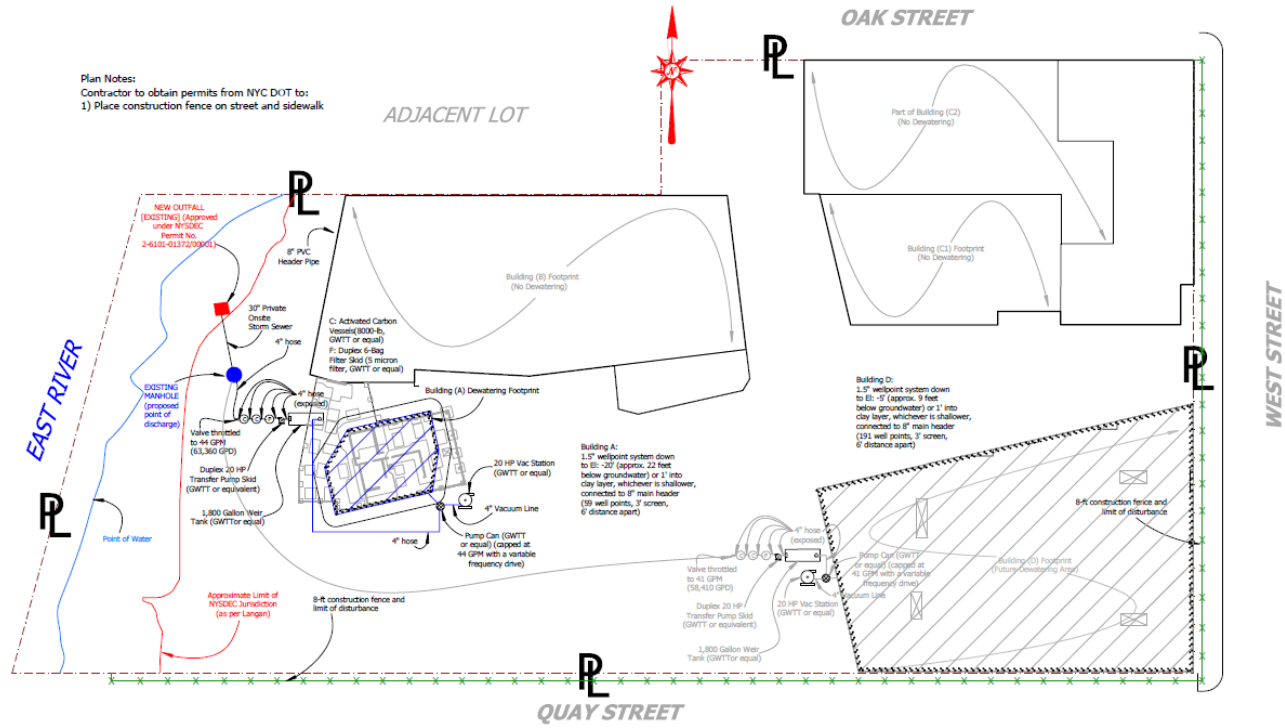 OAK STREET
Plan Notes:
Contractor to obtain permits from NYC DOT to:
1) Place construction fence on street and sidewalk
ADJACENT LOT
N
PL
PL
NEW OUTFALL
[EXISTING] (Approved
under NYSDEC
Permit No.
2-6101-01372/00001)
8" PVC
Header Pipe
30" Private
Onsite
Storm Sewer
4" hose
C: Activated Carbon
Vessels(8000-lb,
GWTT or equal)
F: Duplex 6-Bag
Filter Skid (5 micron
filter, GWTT or equal)
Building (B) Footprint
(No Dewatering)
Part of Building (C2)
(No Dewatering)
Building (C1) Footprint
(No Dewatering)
WEST STREET
PL
EAST RIVER
EXISTING
MANHOLE
(proposed
point of
discharge)
4" hose
(exposed)
Building (A) Dewatering Footprint
Valve throttled
to 44 GPM
(63,360 GPD)
Duplex 20 HP
Transfer Pump Skid
(GWTT or equivalent)
1,800 Gallon Weir
Tank (GWTTor equal)
20 HP Vac Station
(GWTT or equal)
4" Vacuum Line
4" hose
Pump Can (GWTT
or equal) (capped at
44 GPM with a variable
frequency drive)
Building A:
1.5" wellpoint system down
to El: -20' (approx. 22 feet
below groundwater) or 1' into
clay layer, whichever is shallower,
connected to 8" main header
(99 well points, 3' screen,
6' distance apart)
Building D:
1.5" wellpoint system down
to El: -5' (approx. 9 feet
below groundwater) or 1' into
clay layer, whichever is shallower,
connected to 8" main header
(191 well points, 3' screen,
6' distance apart)
8-ft construction fence and
limit of disturbance
PL
Point of Water
4" hose
(exposed)
Valve throttled
to 41 GPM
(58,410 GPD)
Duplex 20 HP
Transfer Pump Skid
(GWTT or equivalent)
1,800 Gallon Weir
Tank (GWTTor equal)
20 HP Vac Station
(GWTT or equal)
4" Vacuum Line
Pump Can (GWTT
or equal) (capped at
41 GPM with a variable
frequency drive)
Building (D) Footprint
(Future Dewatering Area)
Approximate Limit of
NYSDEC Jurisdiction
(as per Langan)
8-ft construction fence and
limit of disturbance
PL
QUAY STREET